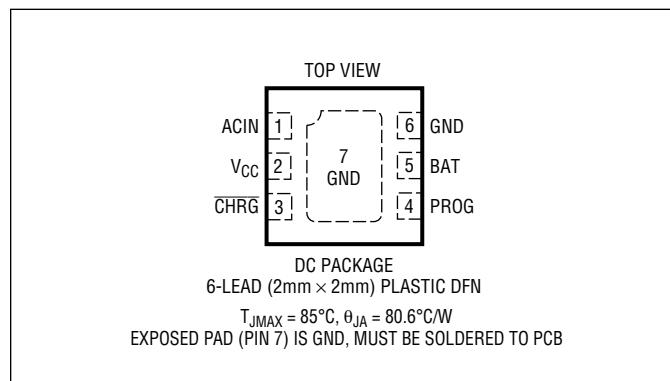 TOP VIEW
ACIN 1 6 GND
VCC 2 7 5 BAT
GND
CHRG 3 4 PROG
DC PACKAGE
6-LEAD (2mm × 2mm) PLASTIC DFN
TJMAX = 85°C, θJA = 80.6°C/W
EXPOSED PAD (PIN 7) IS GND, MUST BE SOLDERED TO PCB